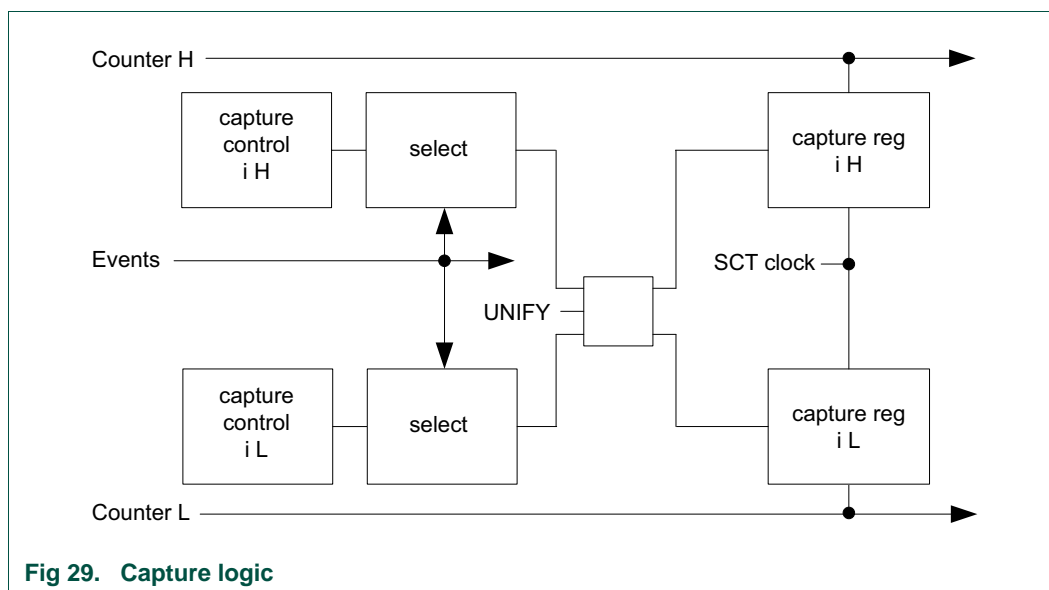 Counter H
capture
control
i H
select
capture reg
i H
Events
SCT clock
UNIFY
capture
control
i L
select
capture reg
i L
Counter L
Fig 29. Capture logic